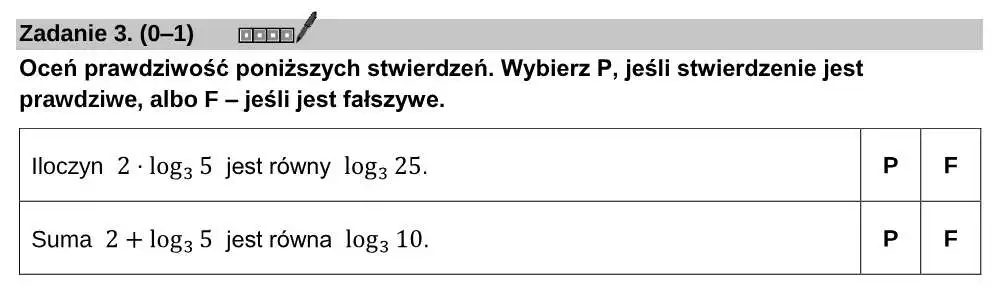 Zadanie 3. (0–1)
Oceń prawdziwość poniższych stwierdzeń. Wybierz P, jeśli stwierdzenie jest
prawdziwe, albo F – jeśli jest fałszywe.
Iloczyn 2 · log₃ 5 jest równy log₃ 25. P F
Suma 2 + log₃ 5 jest równa log₃ 10. P F